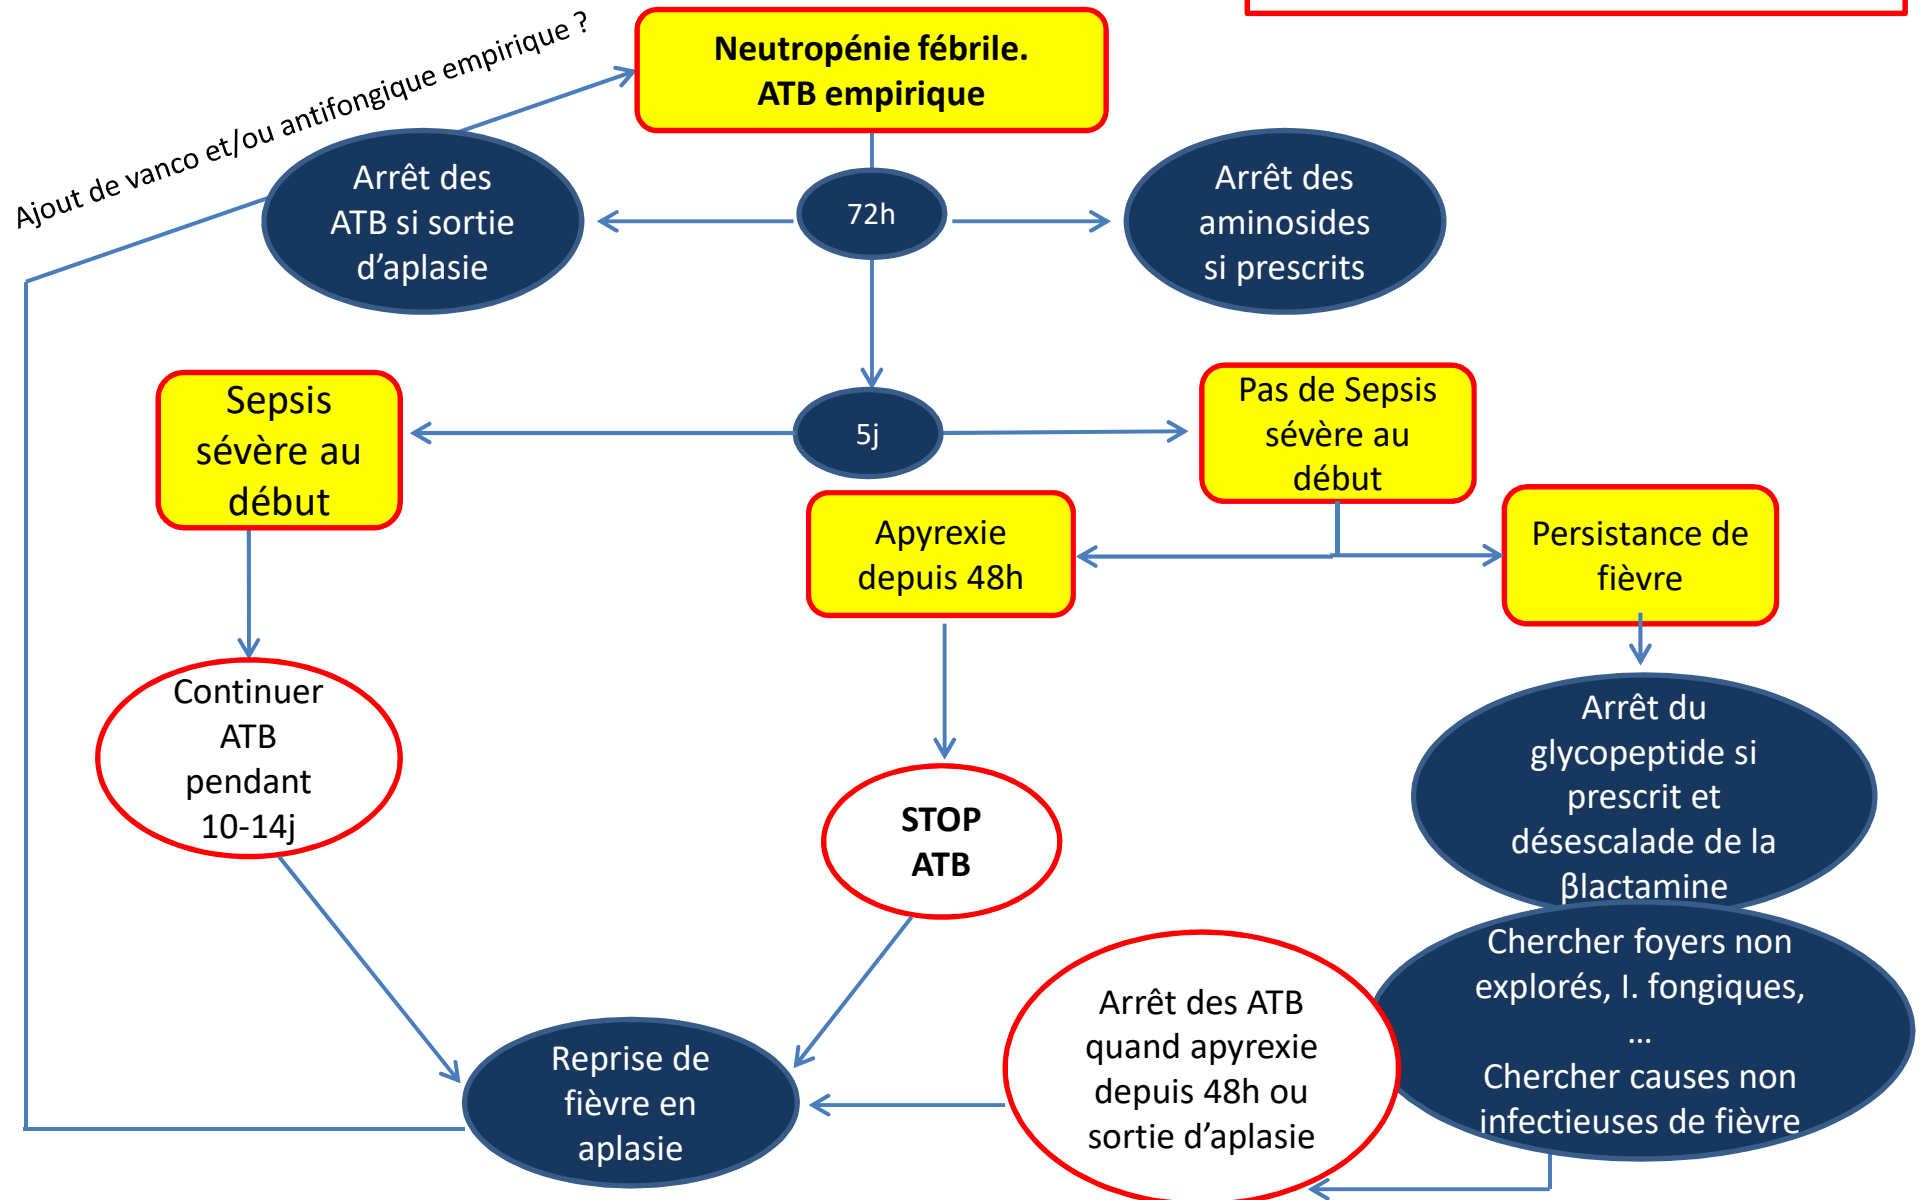 Ajout de vanco et/ou antifongique empirique ?
Neutropénie fébrile.
ATB empirique
Arrêt des
ATB si sortie
d’aplasie
72h
Arrêt des
aminosides
si prescrits
Sepsis
sévère au
début
5j
Pas de Sepsis
sévère au
début
Apyrexie
depuis 48h
Persistance de
fièvre
Continuer
ATB
pendant
10-14j
STOP
ATB
Arrêt du
glycopeptide si
prescrit et
désescalade de la
βlactamine
Chercher foyers non
explorés, I. fongiques,
…
Chercher causes non
infectieuses de fièvre
Arrêt des ATB
quand apyrexie
depuis 48h ou
sortie d’aplasie
Reprise de
fièvre en
aplasie